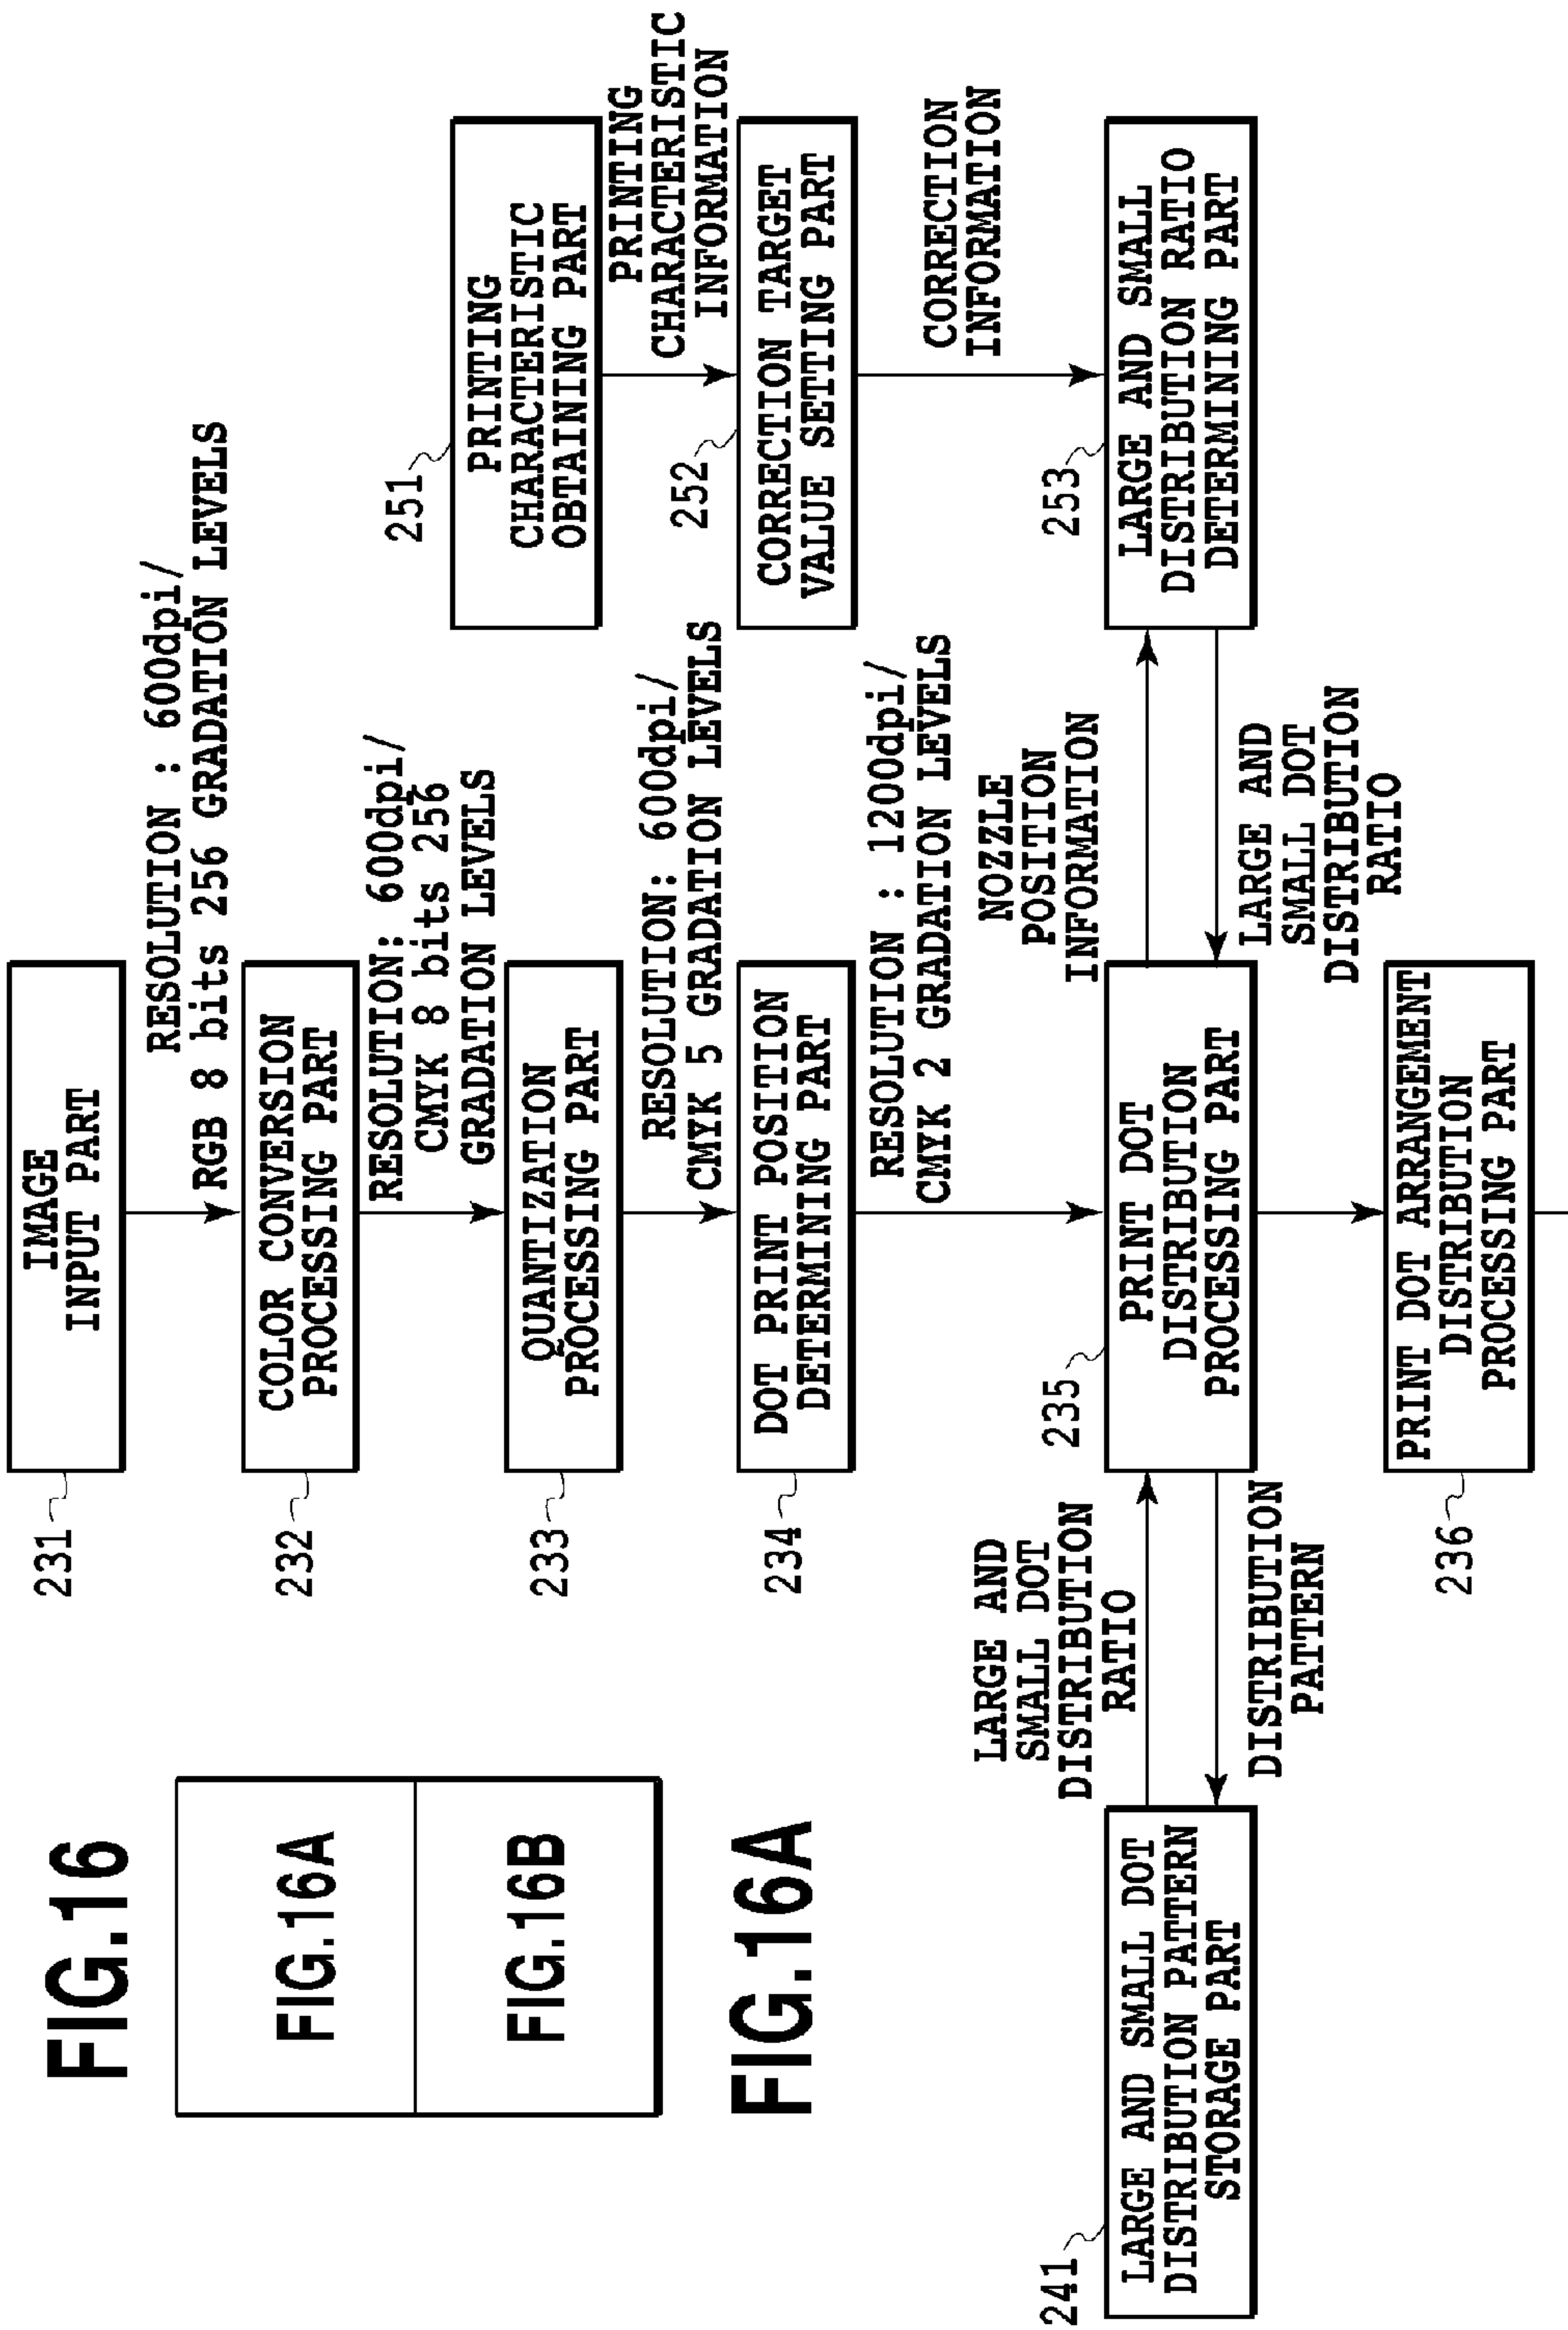 FIG.16
FIG.16A
FIG.16B
FIG.16A
231
IMAGE
INPUT PART
RESOLUTION : 600dpi/
RGB 8 bits 256 GRADATION LEVELS
232
COLOR CONVERSION
PROCESSING PART
RESOLUTION: 600dpi/
CMYK 8 bits 256
GRADATION LEVELS
233
QUANTIZATION
PROCESSING PART
RESOLUTION: 600dpi/
CMYK 5 GRADATION LEVELS
234
DOT PRINT POSITION
DETERMINING PART
RESOLUTION : 1200dpi/
CMYK 2 GRADATION LEVELS
251
PRINTING
CHARACTERISTIC
OBTAINING PART
PRINTING
CHARACTERISTIC
INFORMATION
252
CORRECTION TARGET
VALUE SETTING PART
CORRECTION
INFORMATION
241
LARGE AND SMALL DOT
DISTRIBUTION PATTERN
STORAGE PART
LARGE AND
SMALL DOT
DISTRIBUTION
RATIO
DISTRIBUTION
PATTERN
235
PRINT DOT
DISTRIBUTION
PROCESSING PART
NOZZLE
POSITION
INFORMATION
LARGE AND
SMALL DOT
DISTRIBUTION
RATIO
253
LARGE AND SMALL
DISTRIBUTION RATIO
DETERMINING PART
236
PRINT DOT ARRANGEMENT
DISTRIBUTION
PROCESSING PART